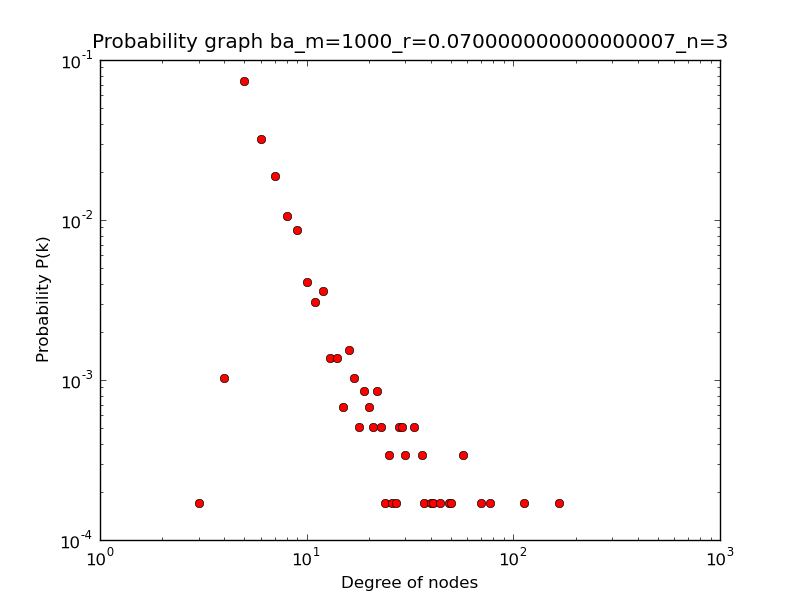 Probability graph ba_m=1000_r=0.07000000000000007_n=3
10^-1
10^-2
10^-3
10^-4
Probability P(k)
10^0 10^1 10^2 10^3
Degree of nodes